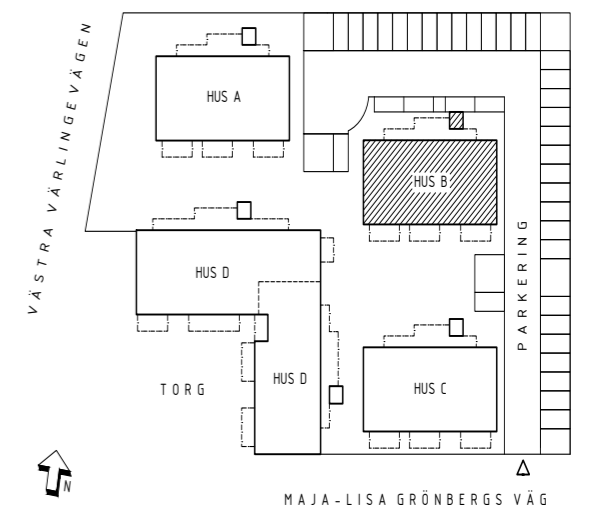 VÄSTRA VÄRLINGEVÄGEN
HUS A
HUS B
HUS D
PARKERING
TORG
HUS D
HUS C
N
MAJA-LISA GRÖNBERGS VÄG